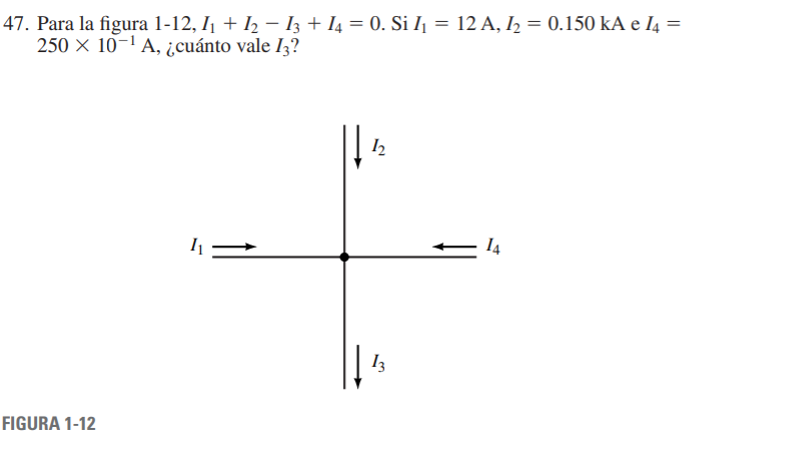 47. Para la figura 1-12, I₁ + I₂ − I₃ + I₄ = 0. Si I₁ = 12 A, I₂ = 0.150 kA e I₄ =
250 × 10⁻¹ A, ¿cuánto vale I₃?
I₂
I₁
I₄
I₃
FIGURA 1-12